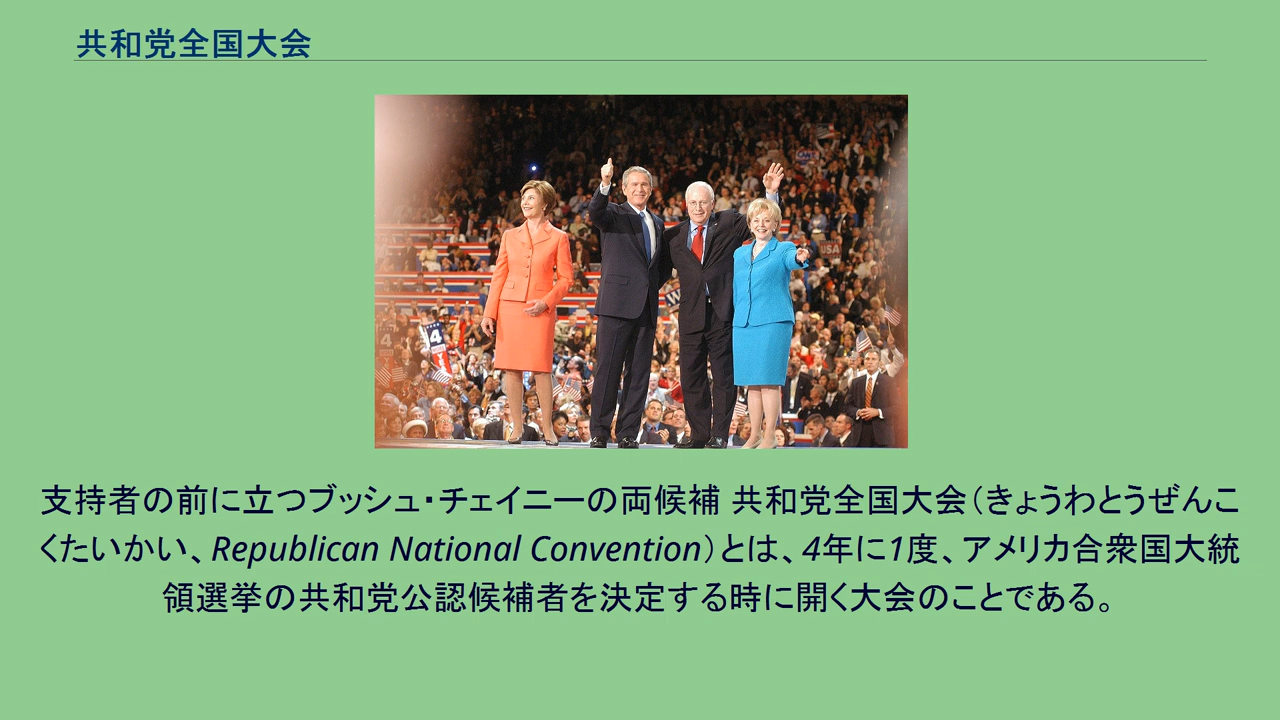 共和党全国大会
4
4
USA
支持者の前に立つブッシュ・チェイニーの両候補 共和党全国大会（きょうわとうぜんこ
くたいかい、Republican National Convention）とは、4年に1度、アメリカ合衆国大統
領選挙の共和党公認候補者を決定する時に開く大会のことである。